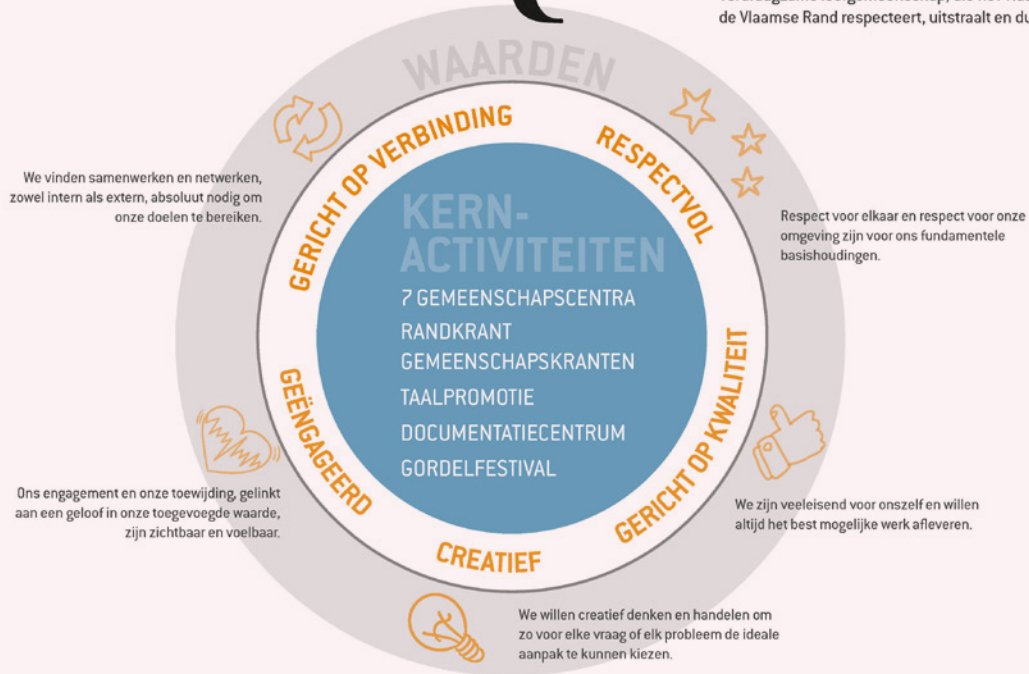 de Vlaamse Rand respecteert, uitstraalt en
WAARDEN
GERICHT OP VERBINDING
RESPECTVOL
We vinden samenwerken en netwerken,
zowel intern als extern, absoluut nodig om
onze doelen te bereiken.
Respect voor elkaar en respect voor onze
omgeving zijn voor ons fundamentele
basishoudingen.
KERN-
ACTIVITEITEN
7 GEMEENSCHAPSCENTRA
RANDKRANT
GEMEENSCHAPSKRANTEN
TAALPROMOTIE
DOCUMENTATIECENTRUM
GORDELFESTIVAL
GEËNGAGEERD
GERICHT OP KWALITEIT
Ons engagement en onze toewijding, gelinkt
aan een geloof in onze toegevoegde waarde,
zijn zichtbaar en voelbaar.
We zijn veeleisend voor onszelf en willen
altijd het best mogelijke werk afleveren.
CREATIEF
We willen creatief denken en handelen om
zo voor elke vraag of elk probleem de ideale
aanpak te kunnen kiezen.